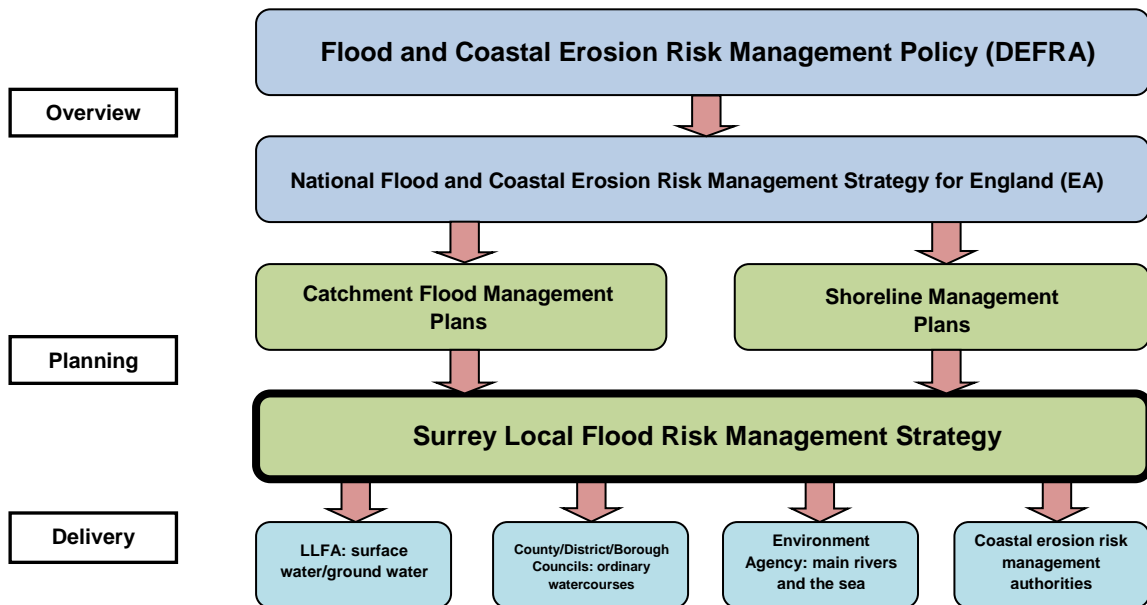 Flood and Coastal Erosion Risk Management Policy (DEFRA)
Overview
National Flood and Coastal Erosion Risk Management Strategy for England (EA)
Catchment Flood Management
Plans
Shoreline Management
Plans
Planning
Surrey Local Flood Risk Management Strategy
Delivery
LLFA: surface
water/ground water
County/District/Borough
Councils: ordinary
watercourses
Environment
Agency: main rivers
and the sea
Coastal erosion risk
management
authorities